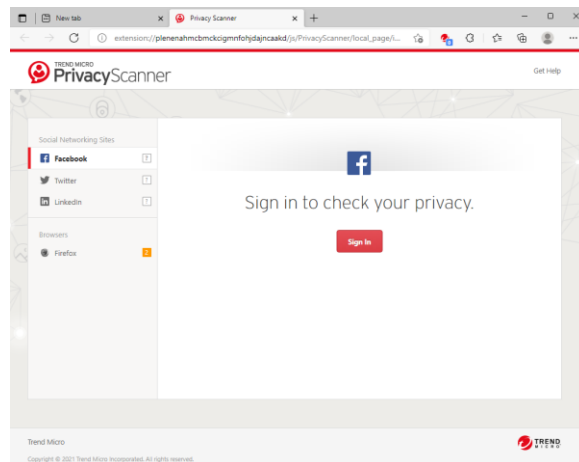 New tab
Privacy Scanner
extension://plenenahmcbmckcigmnfohjdajncaakd/js/PrivacyScanner/local_page/i...
TREND MICRO
PrivacyScanner
Get Help
Social Networking Sites
Facebook
Twitter
LinkedIn
Browsers
Firefox
2
Sign in to check your privacy.
Sign In
Trend Micro
Copyright © 2021 Trend Micro Incorporated. All rights reserved.
TREND
MICRO